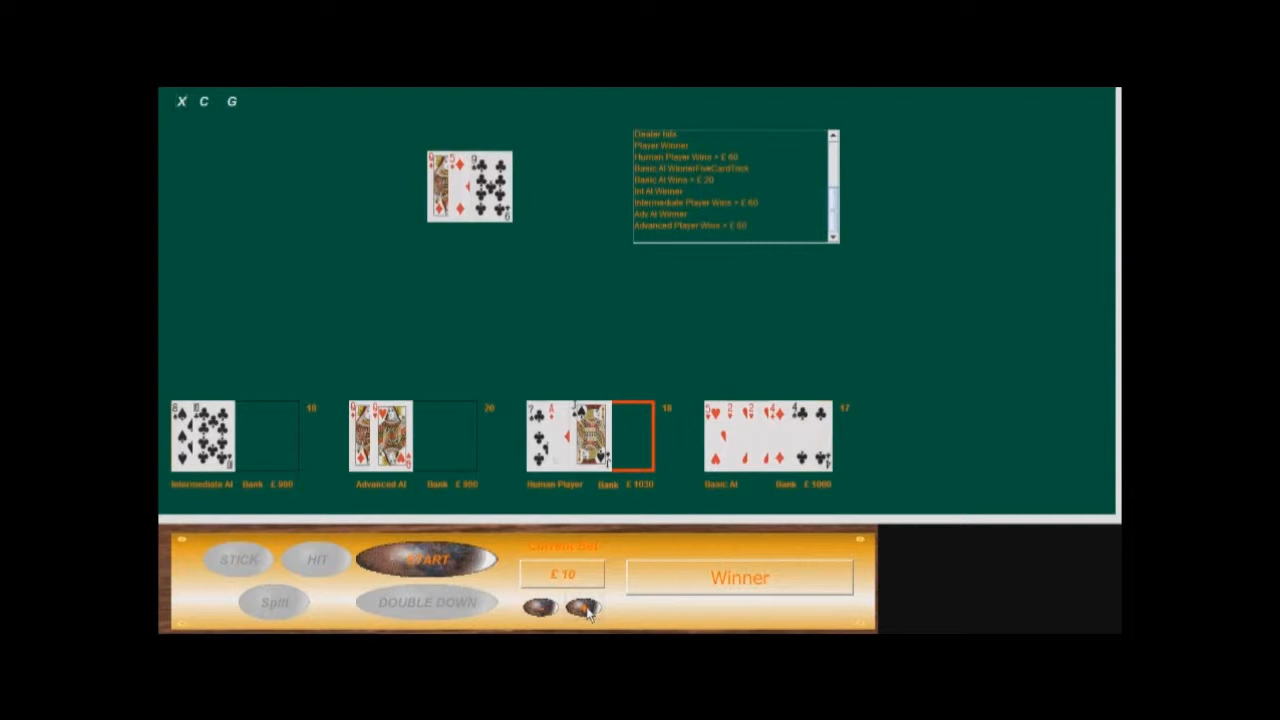 X C G
Dealer hits
Player Winner
Human Player Wins + £ 60
Basic AI WinnerFiveCardTrick
Basic AI Wins + £ 20
Int AI Winner
Intermediate Player Wins + £ 60
Adv AI Winner
Advanced Player Wins + £ 60
18
20
18
17
Intermediate AI Bank £ 980
Advanced AI Bank £ 980
Human Player Bank £ 1030
Basic AI Bank £ 1000
STICK
HIT
START
Split
DOUBLE DOWN
Current Bet
£ 10
Winner